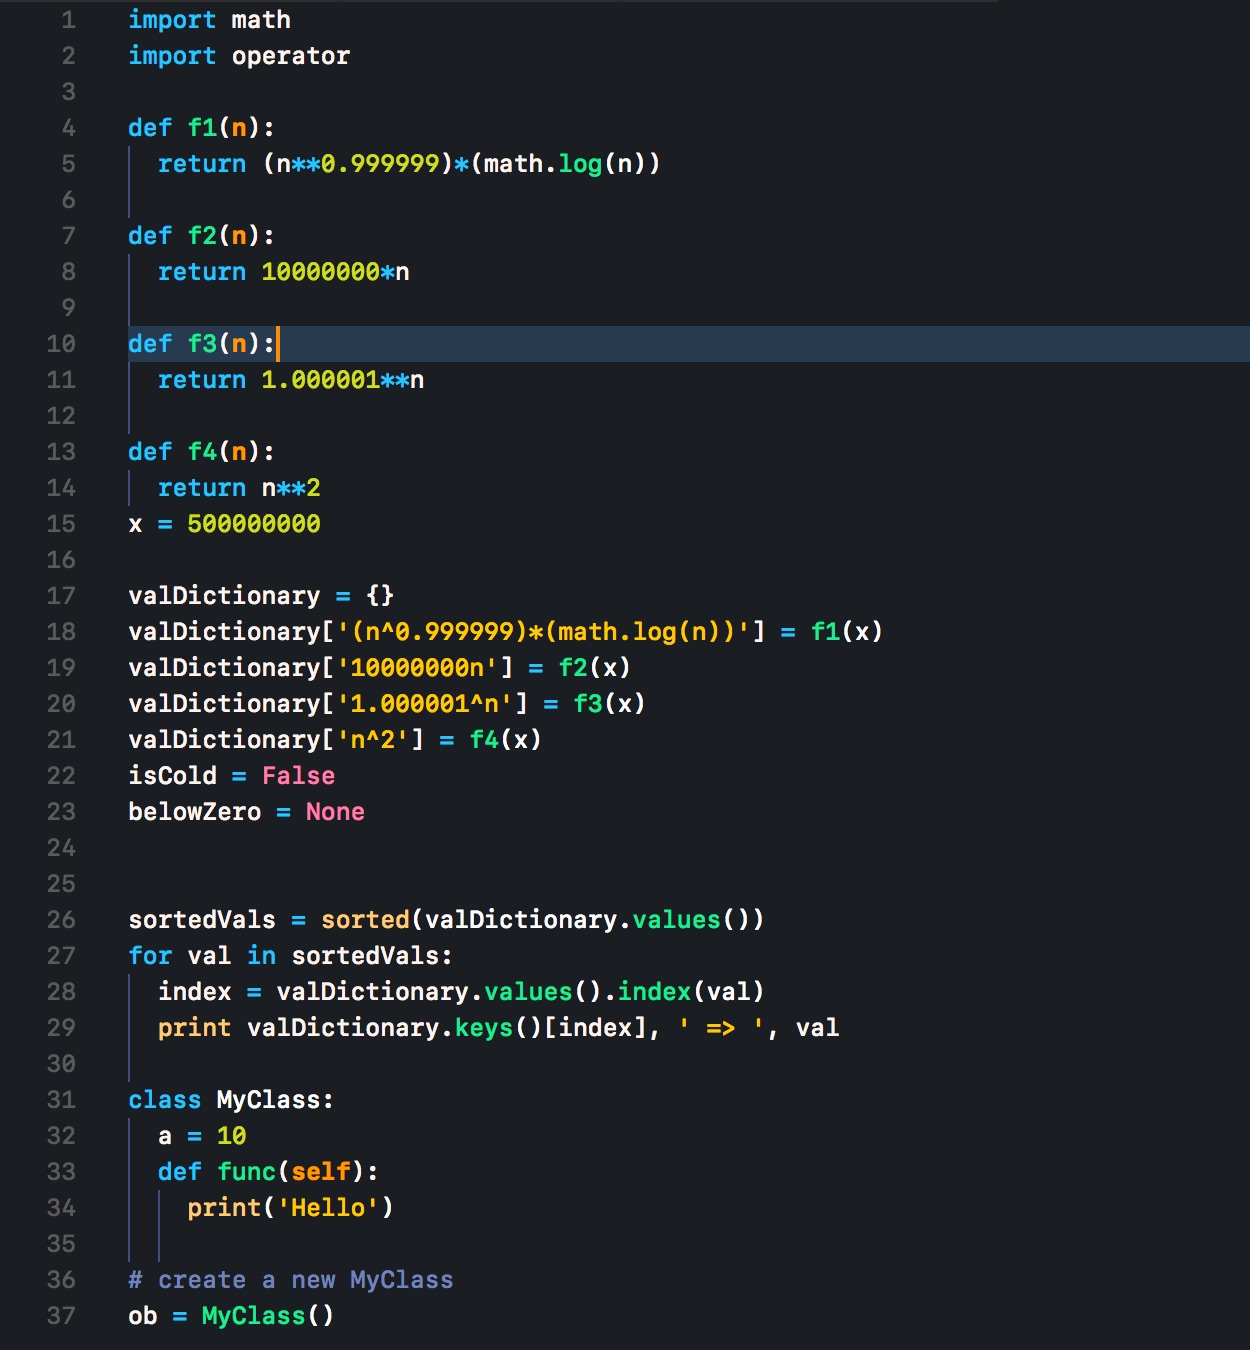 1 import math
2 import operator
3
4 def f1(n):
5   return (n**0.999999)*(math.log(n))
6
7 def f2(n):
8   return 10000000*n
9
10 def f3(n):
11   return 1.000001**n
12
13 def f4(n):
14   return n**2
15 x = 500000000
16
17 valDictionary = {}
18 valDictionary['(n^0.999999)*(math.log(n))'] = f1(x)
19 valDictionary['10000000n'] = f2(x)
20 valDictionary['1.000001^n'] = f3(x)
21 valDictionary['n^2'] = f4(x)
22 isCold = False
23 belowZero = None
24
25
26 sortedVals = sorted(valDictionary.values())
27 for val in sortedVals:
28   index = valDictionary.values().index(val)
29   print valDictionary.keys()[index], ' => ', val
30
31 class MyClass:
32   a = 10
33   def func(self):
34     print('Hello')
35
36 # create a new MyClass
37 ob = MyClass()